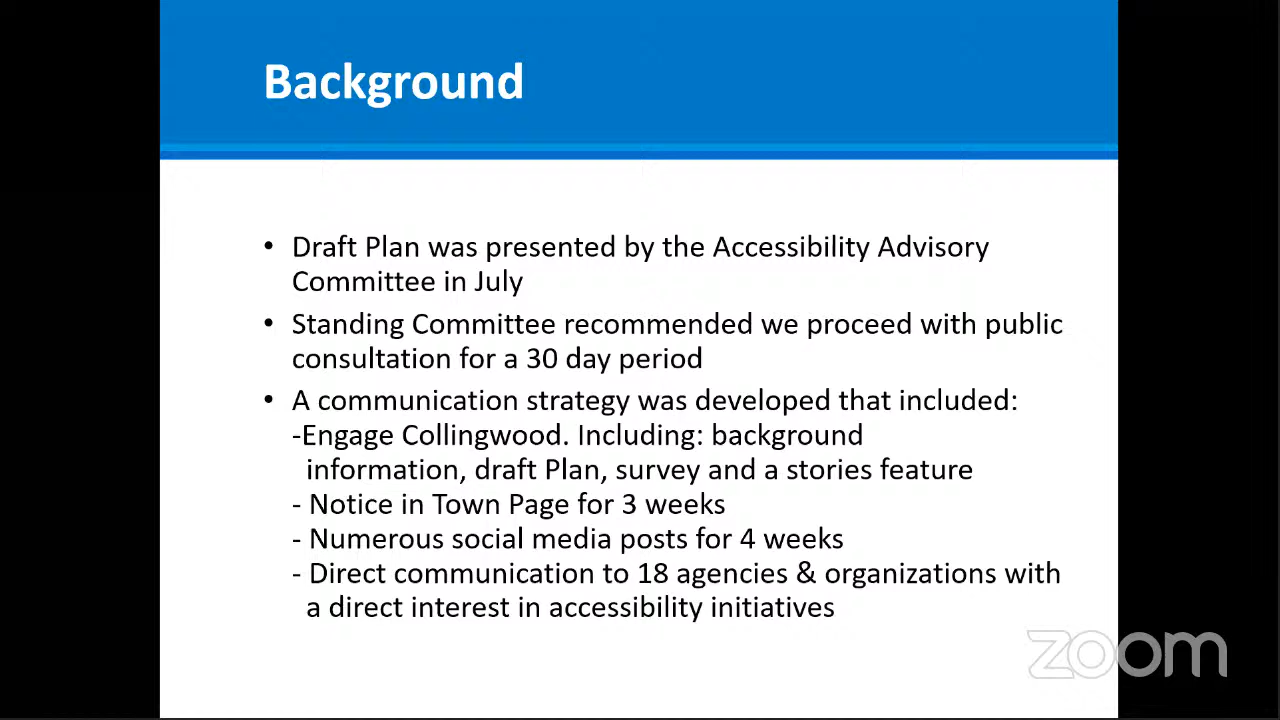 Background
• Draft Plan was presented by the Accessibility Advisory
Committee in July
• Standing Committee recommended we proceed with public
consultation for a 30 day period
• A communication strategy was developed that included:
-Engage Collingwood. Including: background
information, draft Plan, survey and a stories feature
- Notice in Town Page for 3 weeks
- Numerous social media posts for 4 weeks
- Direct communication to 18 agencies & organizations with
a direct interest in accessibility initiatives
zoom